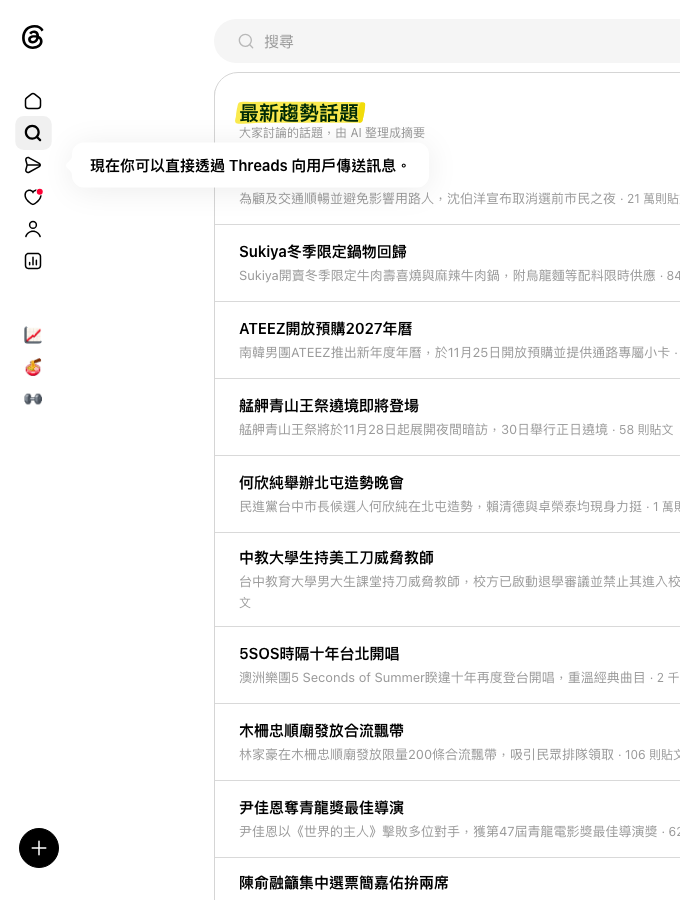 搜尋
最新趨勢話題
大家討論的話題，由 AI 整理成摘要
現在你可以直接透過 Threads 向用戶傳送訊息。
為顧及交通順暢並避免影響用路人，沈伯洋宣布取消選前市民之夜 · 21 萬則貼
Sukiya冬季限定鍋物回歸
Sukiya開賣冬季限定牛肉壽喜燒與麻辣牛肉鍋，附烏龍麵等配料限時供應 · 84
ATEEZ開放預購2027年曆
南韓男團ATEEZ推出新年度年曆，於11月25日開放預購並提供通路專屬小卡 ·
艋舺青山王祭遶境即將登場
艋舺青山王祭將於11月28日起展開夜間暗訪，30日舉行正日遶境 · 58 則貼文
何欣純舉辦北屯造勢晚會
民進黨台中市長候選人何欣純在北屯造勢，賴清德與卓榮泰均現身力挺 · 1 萬
中教大學生持美工刀威脅教師
台中教育大學男大生課堂持刀威脅教師，校方已啟動退學審議並禁止其進入校
文
5SOS時隔十年台北開唱
澳洲樂團5 Seconds of Summer睽違十年再度登台開唱，重溫經典曲目 · 2 千
木柵忠順廟發放合流飄帶
林家豪在木柵忠順廟發放限量200條合流飄帶，吸引民眾排隊領取 · 106 則貼文
尹佳恩奪青龍獎最佳導演
尹佳恩以《世界的主人》擊敗多位對手，獲第47屆青龍電影獎最佳導演獎 · 62
陳俞融籲集中選票簡嘉佑拚兩席